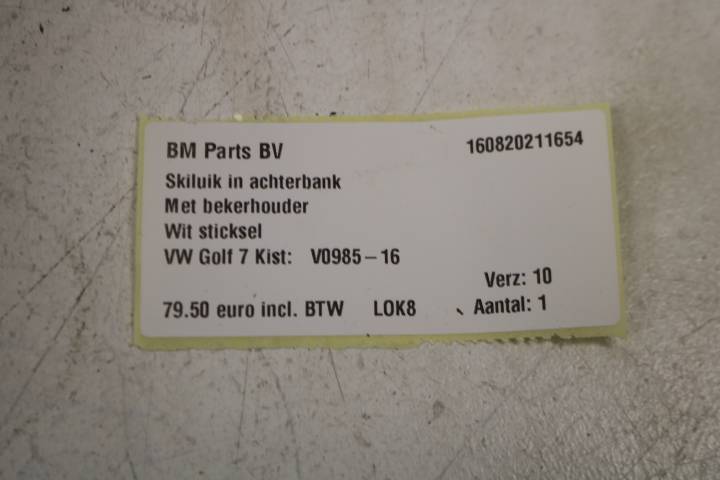 BM Parts BV 160820211654
Skiluik in achterbank
Met bekerhouder
Wit sticksel
VW Golf 7 Kist: V0985-16
Verz: 10
79.50 euro incl. BTW LOK8 Aantal: 1